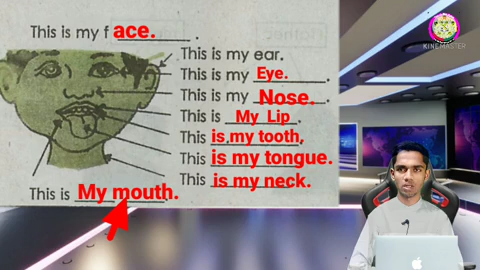 This is my f ace. .
This is my ear.
This is my Eye. .
This is my Nose. .
This is My Lip .
This is my tooth,
This is my tongue.
This is my neck.
This is My mouth.
KINEMASTER